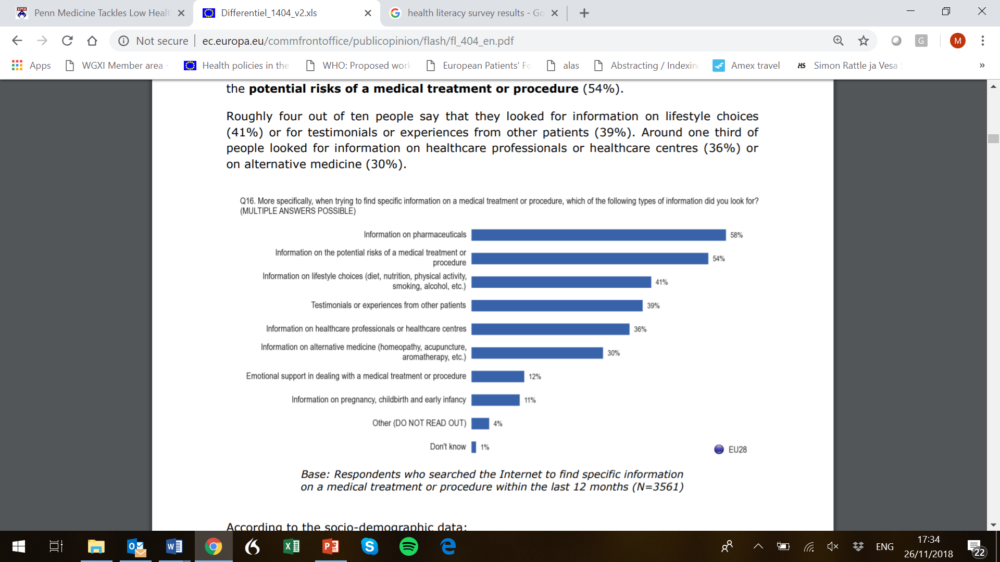 Penn Medicine Tackles Low Healt
Differentiel_1404_v2.xls
health literacy survey results - Go
Not secure
ec.europa.eu/commfrontoffice/publicopinion/flash/fl_404_en.pdf
G
M
Apps
WGXI Member area -
Health policies in the
WHO: Proposed work
European Patients' Fo
alas
Abstracting / Indexin
Amex travel
HS Simon Rattle ja Vesa
»
the potential risks of a medical treatment or procedure (54%).
Roughly four out of ten people say that they looked for information on lifestyle choices
(41%) or for testimonials or experiences from other patients (39%). Around one third of
people looked for information on healthcare professionals or healthcare centres (36%) or
on alternative medicine (30%).
Q16. More specifically, when trying to find specific information on a medical treatment or procedure, which of the following types of information did you look for?
(MULTIPLE ANSWERS POSSIBLE)
Information on pharmaceuticals
58%
Information on the potential risks of a medical treatment or
procedure
54%
Information on lifestyle choices (diet, nutrition, physical activity,
smoking, alcohol, etc.)
41%
Testimonials or experiences from other patients
39%
Information on healthcare professionals or healthcare centres
36%
Information on alternative medicine (homeopathy, acupuncture,
aromatherapy, etc.)
30%
Emotional support in dealing with a medical treatment or procedure
12%
Information on pregnancy, childbirth and early infancy
11%
Other (DO NOT READ OUT)
4%
Don't know
1%
EU28
Base: Respondents who searched the Internet to find specific information
on a medical treatment or procedure within the last 12 months (N=3561)
According to the socio-demographic data:
ENG
17:34
26/11/2018
22